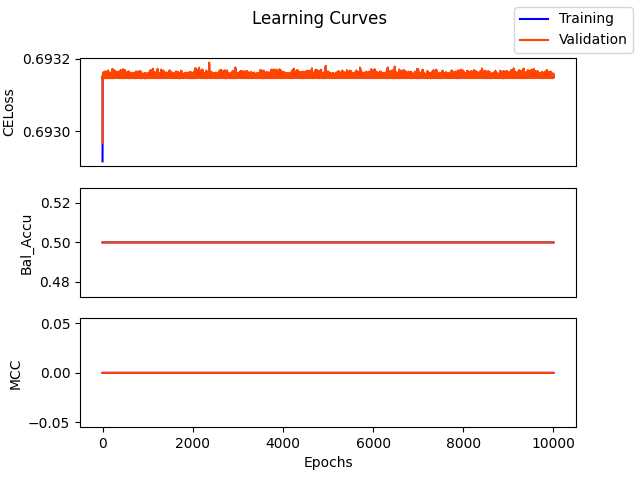 Learning Curves
Training
Validation
0.6932
0.6930
CELoss
0.52
0.50
0.48
Bal_Accu
0.05
0.00
−0.05
MCC
0 2000 4000 6000 8000 10000
Epochs